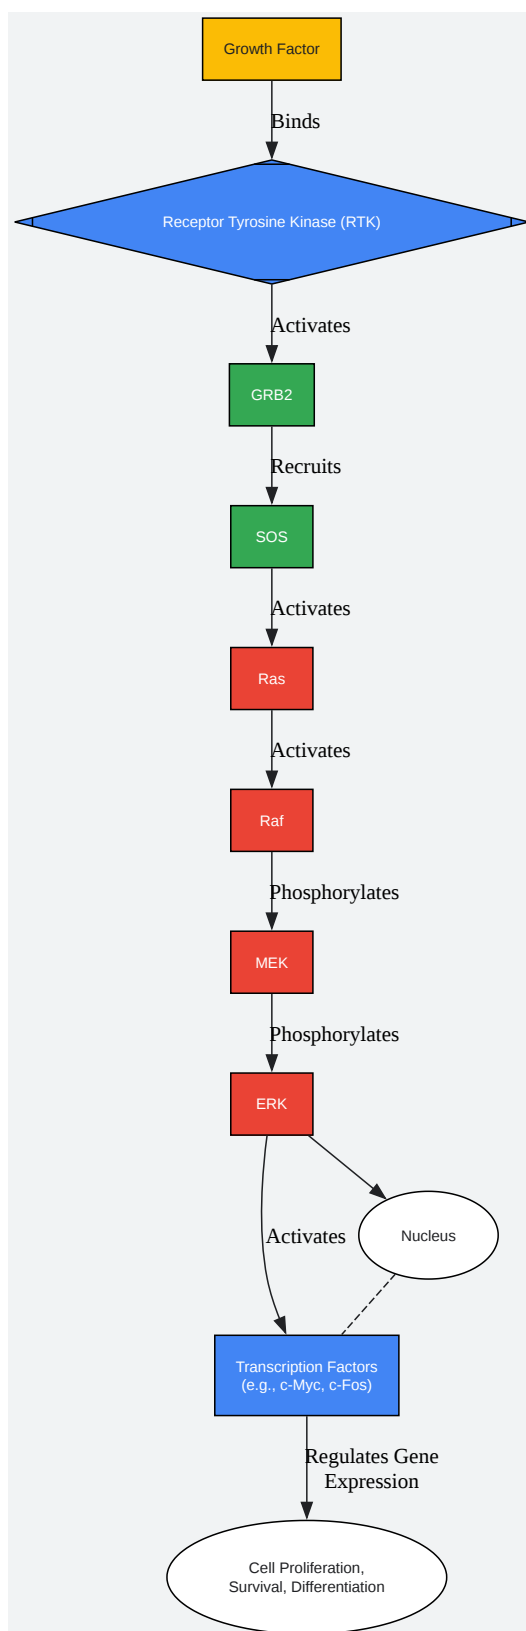 Growth Factor
Binds
Receptor Tyrosine Kinase (RTK)
Activates
GRB2
Recruits
SOS
Activates
Ras
Activates
Raf
Phosphorylates
MEK
Phosphorylates
ERK
Activates
Nucleus
Transcription Factors
(e.g., c-Myc, c-Fos)
Regulates Gene
Expression
Cell Proliferation,
Survival, Differentiation